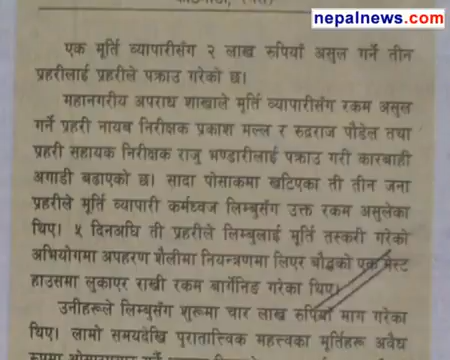 nepalnews.com
एक मूर्ति व्यापारीसँग २ लाख रुपियाँ असुल गर्ने तीन
प्रहरीलाई प्रहरीले पक्राउ गरेको छ।
महानगरीय अपराध शाखाले मूर्ति व्यापारीसँग रकम असुल
गर्ने प्रहरी नायब निरीक्षक प्रकाश मल्ल र रुद्रराज पौडेल तथा
प्रहरी सहायक निरीक्षक राजु भण्डारीलाई पक्राउ गरी कारबाही
अगाडी बढाएको छ। सादा पोसाकमा खटिएका ती तीन जना
प्रहरीले मूर्ति व्यापारी कर्मध्वज लिम्बुसँग उक्त रकम असुलेका
थिए। ५ दिनअघि ती प्रहरीले लिम्बुलाई मूर्ति तस्करी गरेको
अभियोगमा अपहरण शैलीमा नियन्त्रणमा लिएर बौद्धको एक गेस्ट
हाउसमा लुकाएर राखी रकम बार्गेनिङ गरेका थिए।
उनीहरूले लिम्बुसँग शुरूमा चार लाख रुपियाँ माग गरेका
थिए। लामो समयदेखि पुरातात्त्विक महत्त्वका मूर्तिहरू अवैध